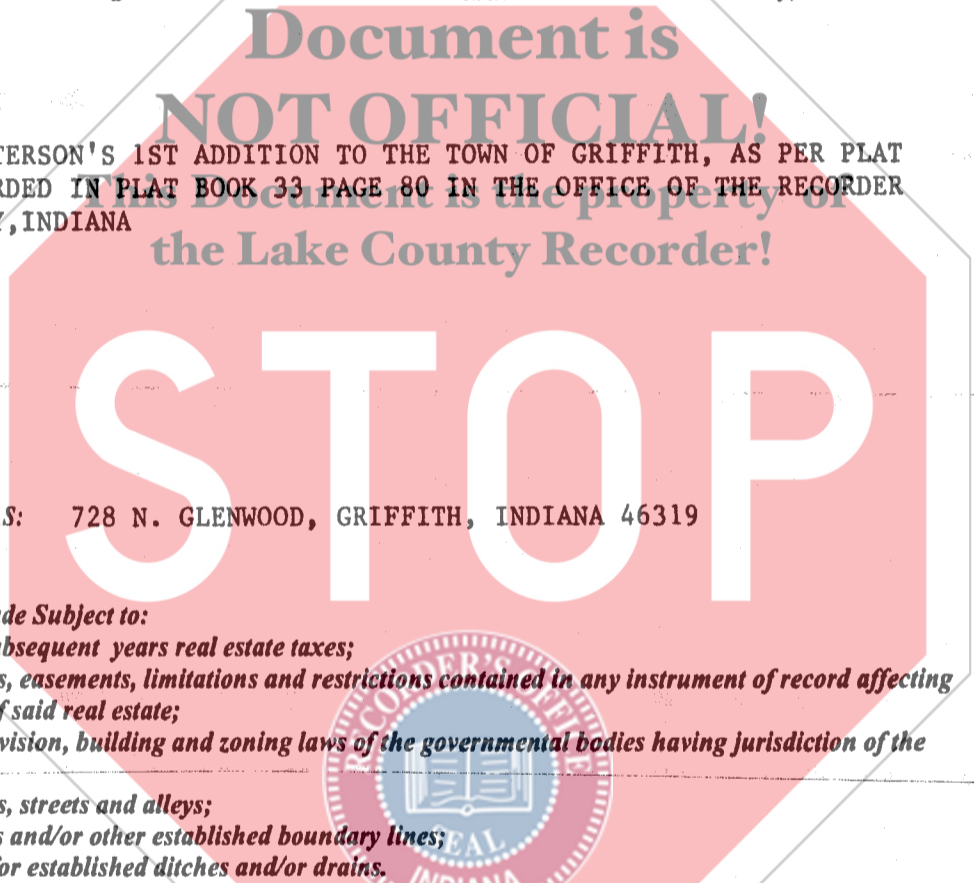 Document is
NOT OFFICIAL!
TERSON'S 1ST ADDITION TO THE TOWN OF GRIFFITH, AS PER PLAT
RDED IN PLAT BOOK 33 PAGE 80 IN THE OFFICE OF THE RECORDER
This Document is the property of
Y,INDIANA
the Lake County Recorder!
STOP
S: 728 N. GLENWOOD, GRIFFITH, INDIANA 46319
de Subject to:
bsequent years real estate taxes;
s, easements, limitations and restrictions contained in any instrument of record affecting
f said real estate;
vision, building and zoning laws of the governmental bodies having jurisdiction of the
s, streets and alleys;
s and/or other established boundary lines;
or established ditches and/or drains.
RECORDER'S OFFICE
SEAL
INDIANA